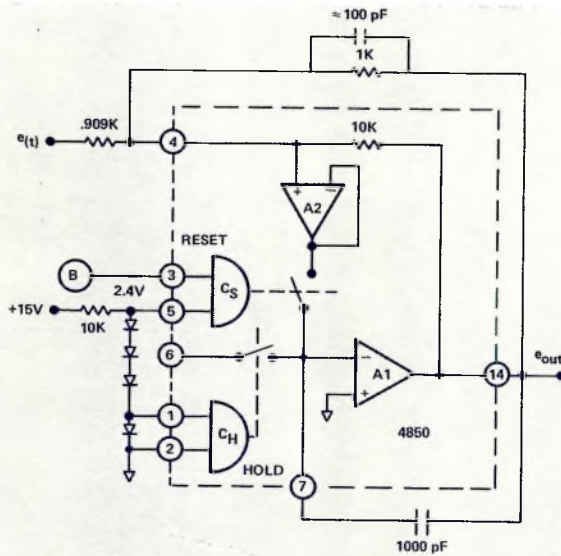 ≈ 100 pF
1K
.909K
e(t)
4
10K
+ −
A2
RESET
B
3
2.4V
CS
+15V
5
10K
6
−
A1
+
14
eout
1
CH
2
4850
HOLD
7
1000 pF